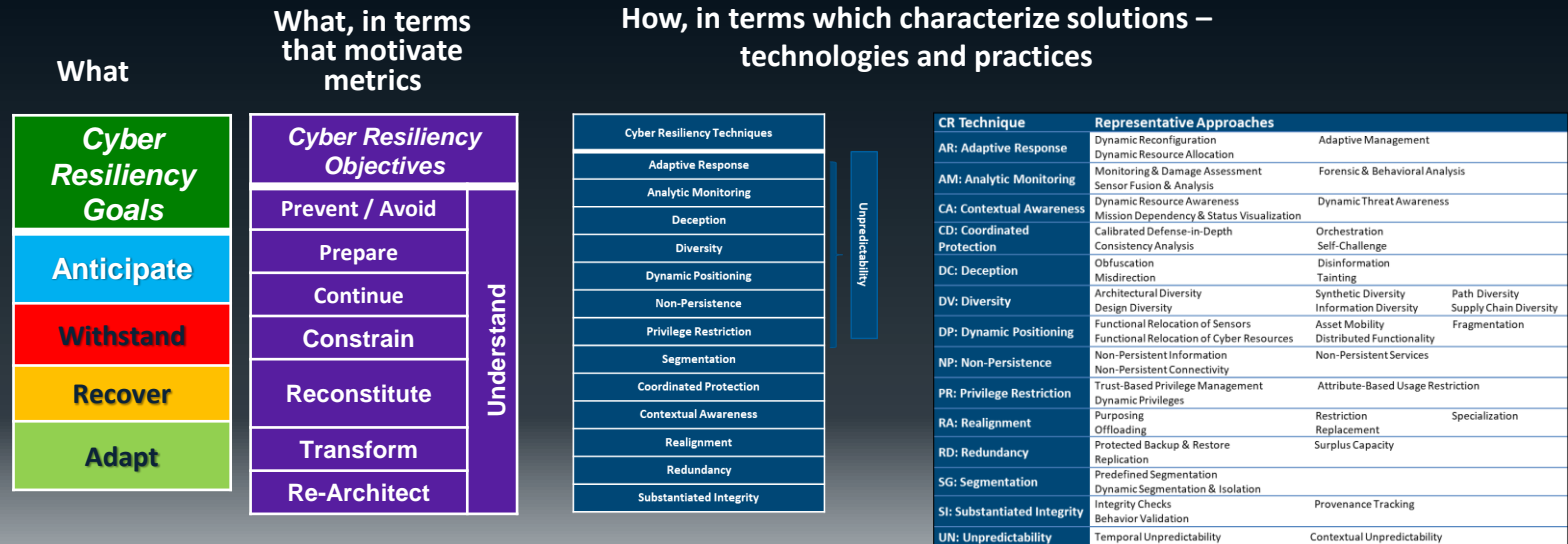 What
What, in terms
that motivate
metrics
How, in terms which characterize solutions –
technologies and practices
Cyber
Resiliency
Goals
Anticipate
Withstand
Recover
Adapt
Cyber Resiliency
Objectives
Prevent / Avoid
Prepare
Continue
Constrain
Reconstitute
Transform
Re-Architect
Understand
Cyber Resiliency Techniques
Adaptive Response
Analytic Monitoring
Deception
Diversity
Dynamic Positioning
Non-Persistence
Privilege Restriction
Segmentation
Coordinated Protection
Contextual Awareness
Realignment
Redundancy
Substantiated Integrity
Unpredictability
CR Technique Representative Approaches
AR: Adaptive Response
Dynamic Reconfiguration Adaptive Management
Dynamic Resource Allocation
AM: Analytic Monitoring
Monitoring & Damage Assessment Forensic & Behavioral Analysis
Sensor Fusion & Analysis
CA: Contextual Awareness
Dynamic Resource Awareness Dynamic Threat Awareness
Mission Dependency & Status Visualization
CD: Coordinated
Protection
Calibrated Defense-in-Depth Orchestration
Consistency Analysis Self-Challenge
DC: Deception
Obfuscation Disinformation
Misdirection Tainting
DV: Diversity
Architectural Diversity Synthetic Diversity Path Diversity
Design Diversity Information Diversity Supply Chain Diversity
DP: Dynamic Positioning
Functional Relocation of Sensors Asset Mobility Fragmentation
Functional Relocation of Cyber Resources Distributed Functionality
NP: Non-Persistence
Non-Persistent Information Non-Persistent Services
Non-Persistent Connectivity
PR: Privilege Restriction
Trust-Based Privilege Management Attribute-Based Usage Restriction
Dynamic Privileges
RA: Realignment
Purposing Restriction Specialization
Offloading Replacement
RD: Redundancy
Protected Backup & Restore Surplus Capacity
Replication
SG: Segmentation
Predefined Segmentation
Dynamic Segmentation & Isolation
SI: Substantiated Integrity
Integrity Checks Provenance Tracking
Behavior Validation
UN: Unpredictability Temporal Unpredictability Contextual Unpredictability